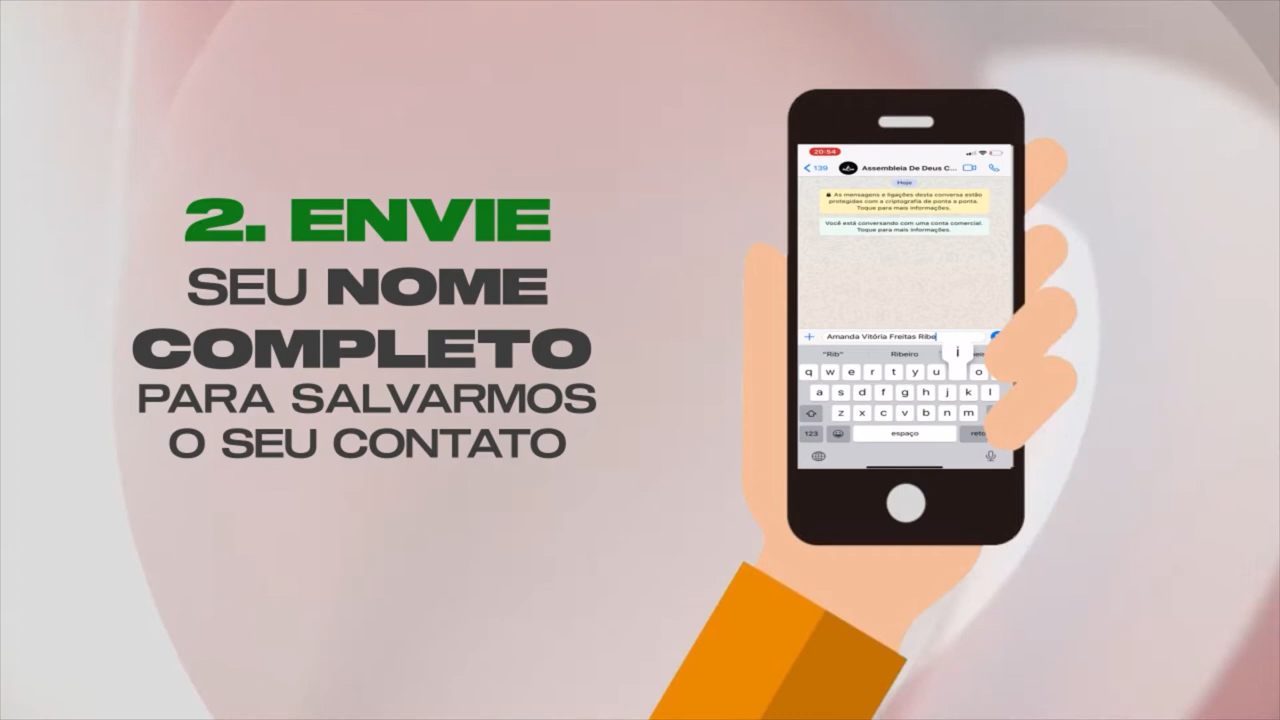 2. ENVIE
SEU NOME
COMPLETO
PARA SALVARMOS
O SEU CONTATO
20:54
139 Assembleia De Deus C...
Hoje
As mensagens e ligações desta conversa estão
protegidas com a criptografia de ponta a ponta.
Toque para mais informações.
Você está conversando com uma conta comercial.
Toque para mais informações.
Amanda Vitória Freitas Ribe
"Rib" Ribeiro
i
q w e r t y u o
a s d f g h j k l
z x c v b n m
123 espaço